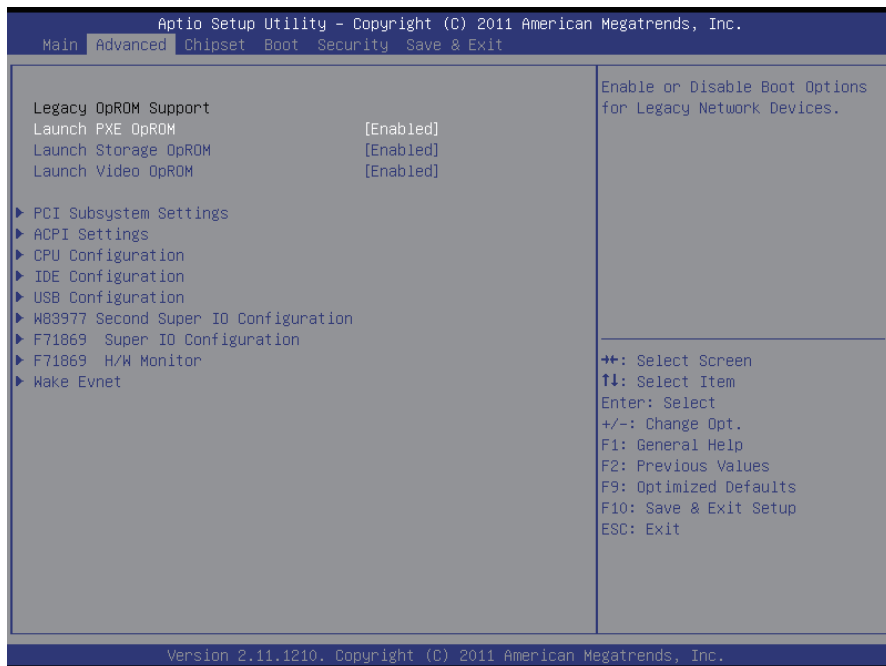 Aptio Setup Utility – Copyright (C) 2011 American Megatrends, Inc.
Main Advanced Chipset Boot Security Save & Exit
Legacy OpROM Support
Launch PXE OpROM [Enabled]
Launch Storage OpROM [Enabled]
Launch Video OpROM [Enabled]
PCI Subsystem Settings
ACPI Settings
CPU Configuration
IDE Configuration
USB Configuration
W83977 Second Super IO Configuration
F71869 Super IO Configuration
F71869 H/W Monitor
Wake Evnet
Enable or Disable Boot Options
for Legacy Network Devices.
→←: Select Screen
↑↓: Select Item
Enter: Select
+/-: Change Opt.
F1: General Help
F2: Previous Values
F9: Optimized Defaults
F10: Save & Exit Setup
ESC: Exit
Version 2.11.1210. Copyright (C) 2011 American Megatrends, Inc.